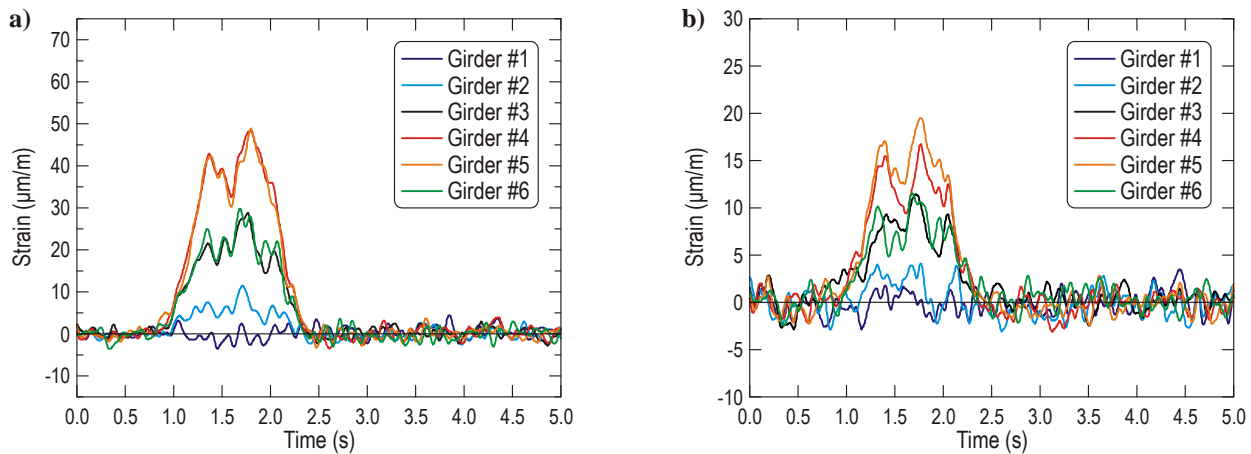 a)
70
60
50
40
30
20
10
0
-10
Strain (µm/m)
0.0 0.5 1.0 1.5 2.0 2.5 3.0 3.5 4.0 4.5 5.0
Time (s)
Girder #1
Girder #2
Girder #3
Girder #4
Girder #5
Girder #6
b)
30
25
20
15
10
5
0
-5
-10
Strain (µm/m)
0.0 0.5 1.0 1.5 2.0 2.5 3.0 3.5 4.0 4.5 5.0
Time (s)
Girder #1
Girder #2
Girder #3
Girder #4
Girder #5
Girder #6